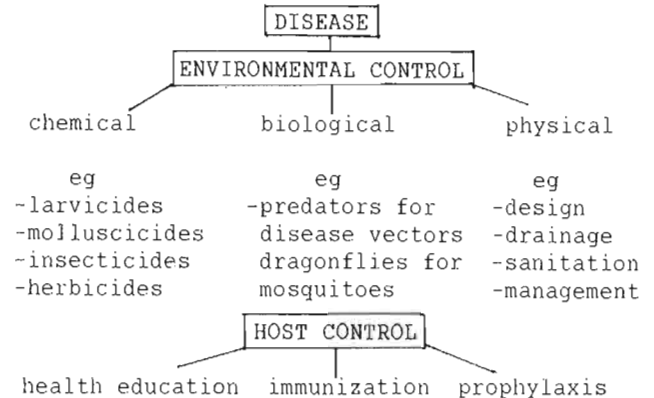 DISEASE
ENVIRONMENTAL CONTROL
chemical biological physical
eg eg eg
-larvicides -predators for -design
-molluscicides disease vectors -drainage
-insecticides dragonflies for -sanitation
-herbicides mosquitoes -management
HOST CONTROL
health education immunization prophylaxis